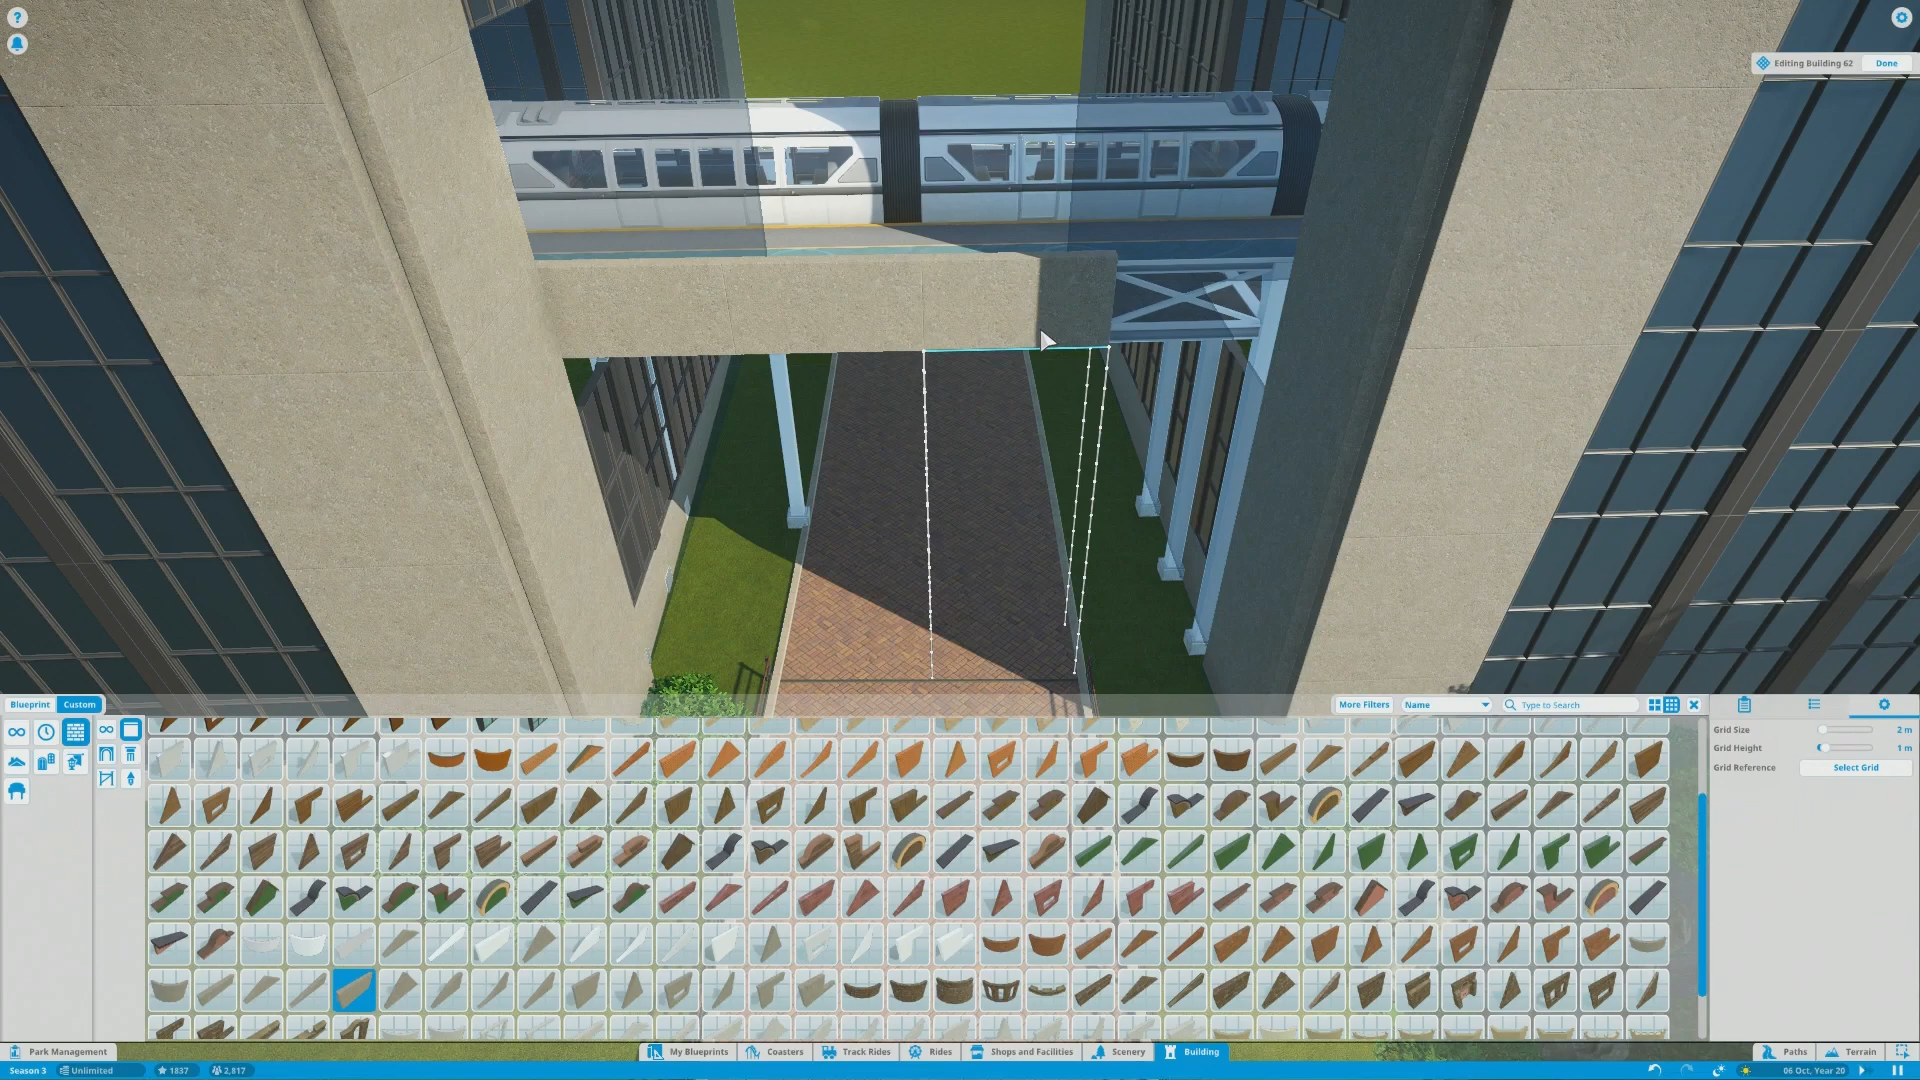 ?
Editing Building 62 Done
Blueprint Custom
More Filters Name Type to Search
Grid Size 2 m
Grid Height 1 m
Grid Reference Select Grid
Park Management My Blueprints Coasters Track Rides Rides Shops and Facilities Scenery Building Paths Terrain
Season 3 Unlimited 1837 2,817 06 Oct, Year 20